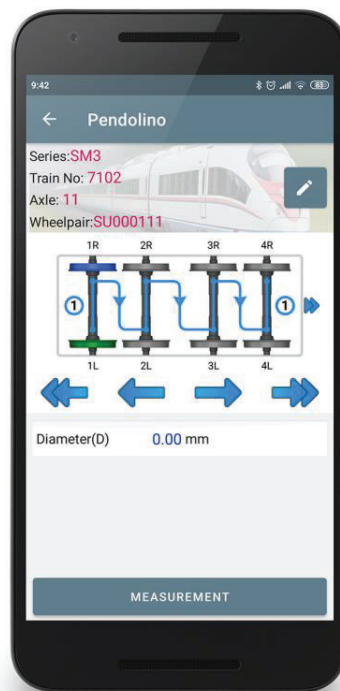 9:42
83
Pendolino
Series:SM3
Train No: 7102
Axle: 11
Wheelpair:SU000111
1R 2R 3R 4R
1 1
1L 2L 3L 4L
Diameter(D) 0.00 mm
MEASUREMENT